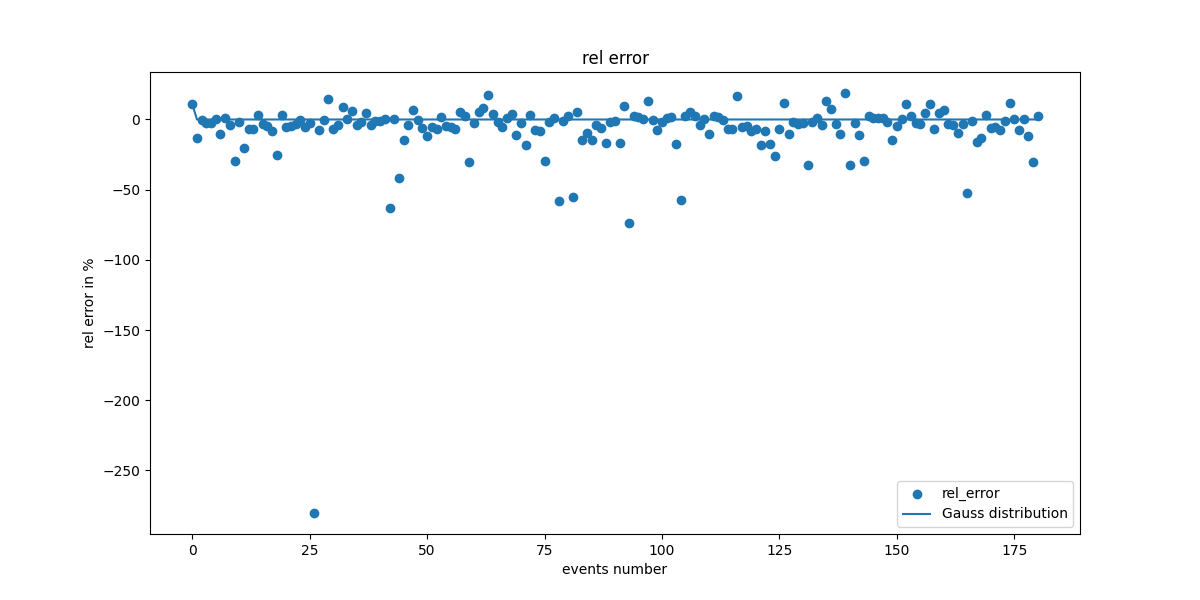 rel error
rel error in %
0
−50
−100
−150
−200
−250
0
25
50
75
100
125
150
175
events number
rel_error
Gauss distribution